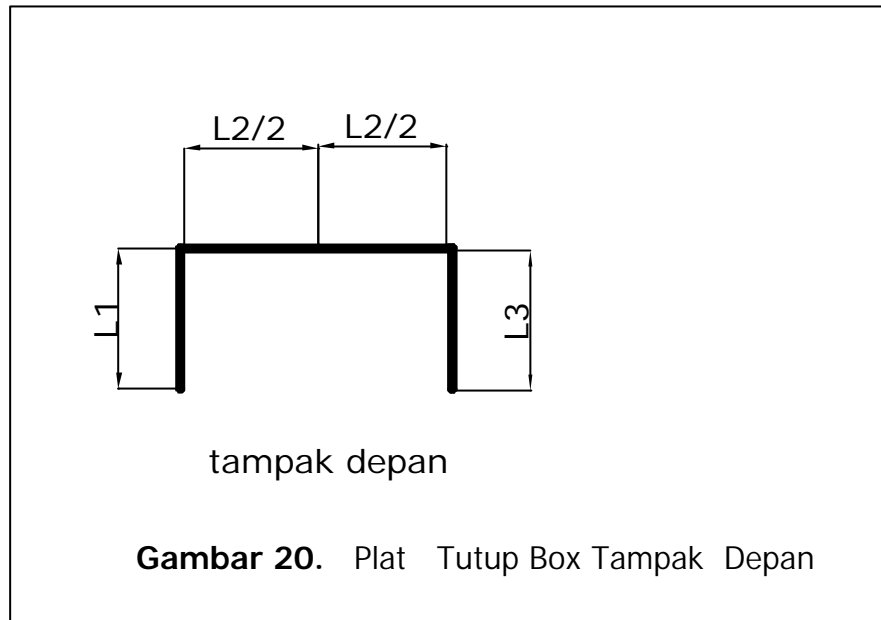 L2/2 L2/2
L1
L3
tampak depan
Gambar 20. Plat Tutup Box Tampak Depan